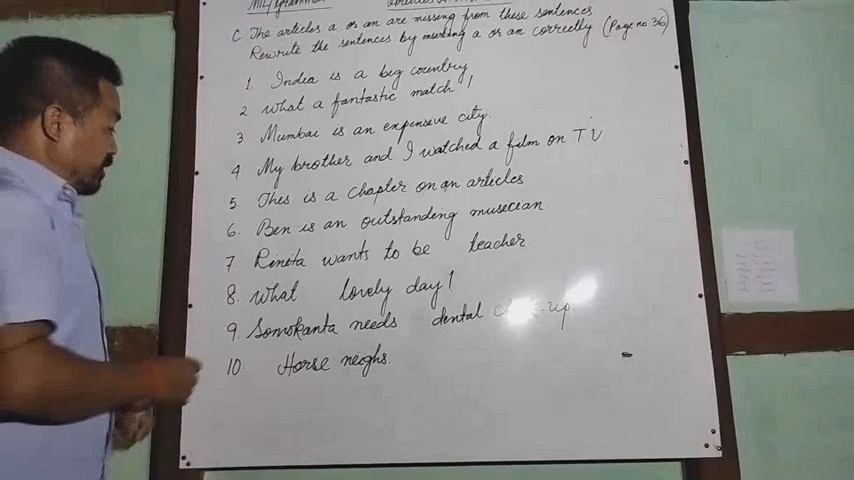 C. The articles a or an are missing from these sentences
Rewrite the sentences by inserting a or an correctly (Page no 36)
1. India is a big country
2 What a fantastic match!
3 Mumbai is an expensive city.
4 My brother and I watched a film on TV
5. This is a chapter on an articles
6. Ben is an outstanding musician
7. Rinita wants to be teacher
8. What lovely day!
9. Somokanta needs dental up
10. Horse neighs.